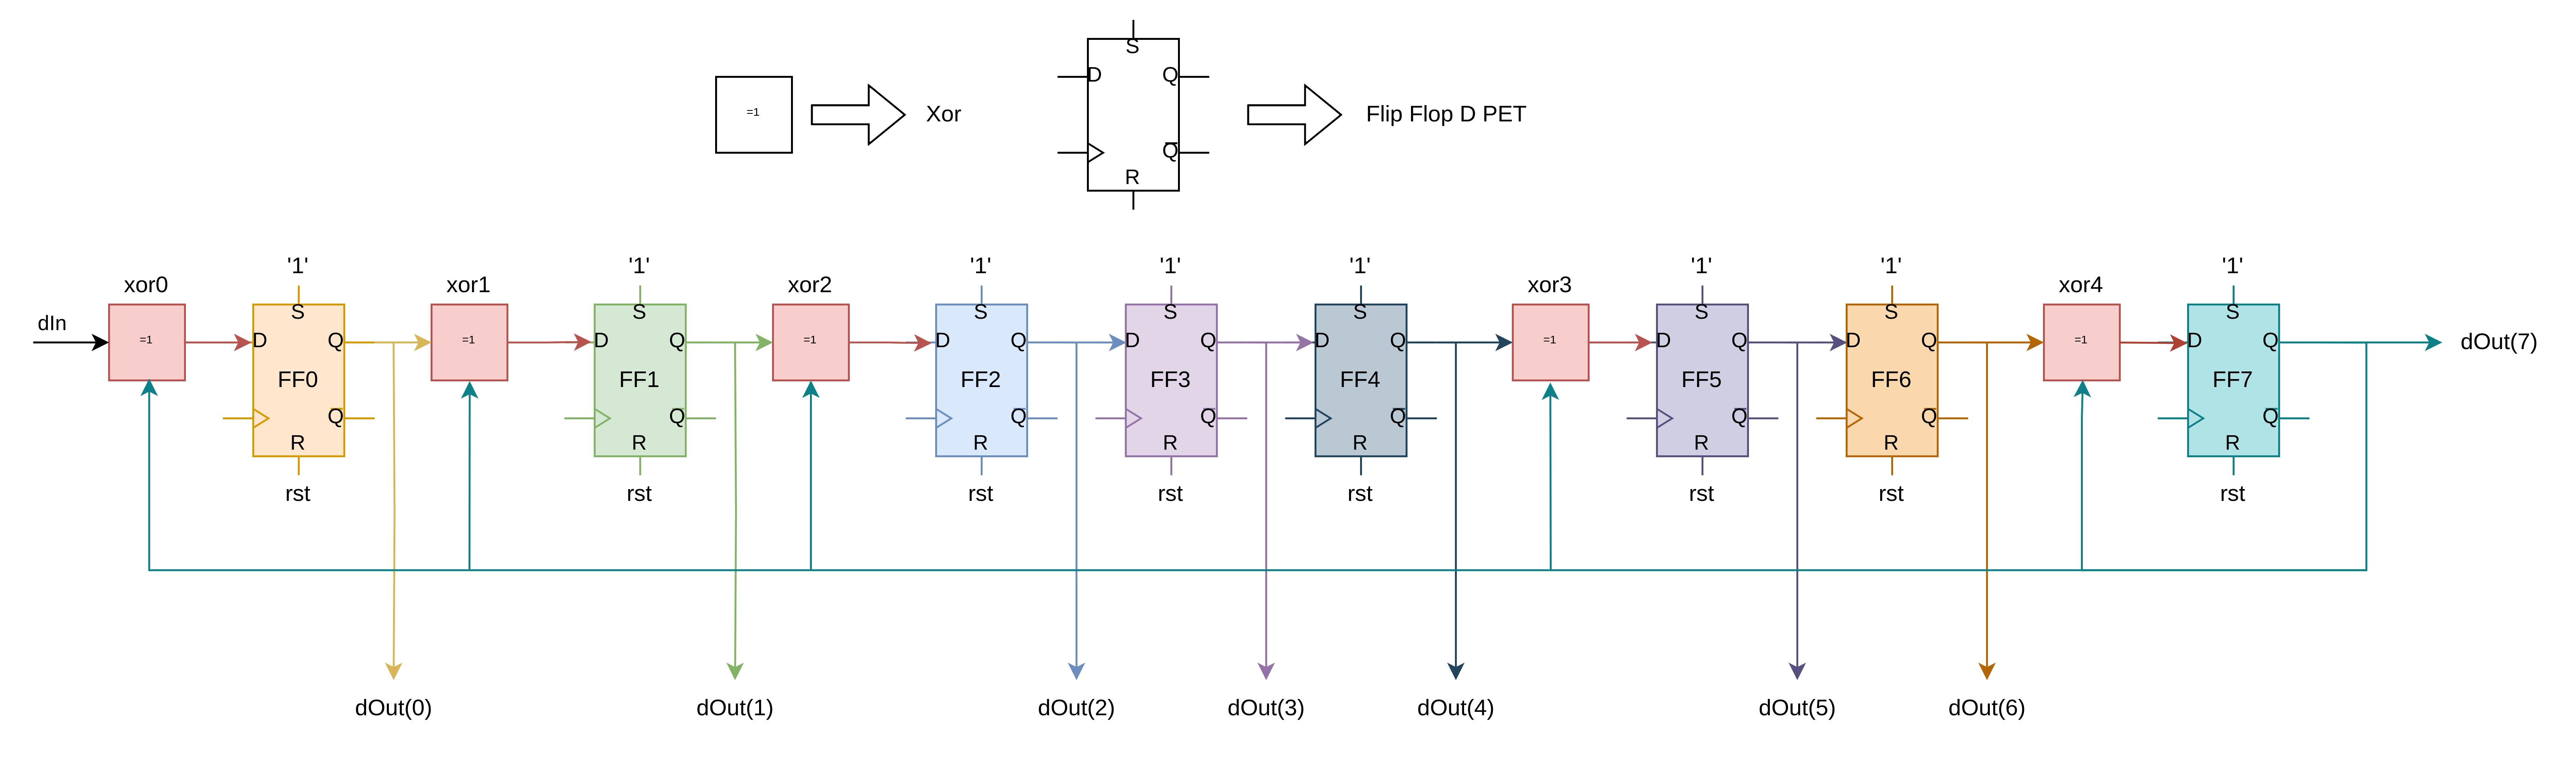 S
D Q
=1 Xor Flip Flop D PET
Q̅
R
'1' '1' '1' '1' '1' '1' '1' '1'
xor0 xor1 xor2 xor3 xor4
S S S S S S S S
dIn
=1 D Q =1 D Q =1 D Q D Q D Q =1 D Q D Q =1 D Q dOut(7)
FF0 FF1 FF2 FF3 FF4 FF5 FF6 FF7
Q̅ Q̅ Q̅ Q̅ Q̅ Q̅ Q̅ Q̅
R R R R R R R R
rst rst rst rst rst rst rst rst
dOut(0) dOut(1) dOut(2) dOut(3) dOut(4) dOut(5) dOut(6)